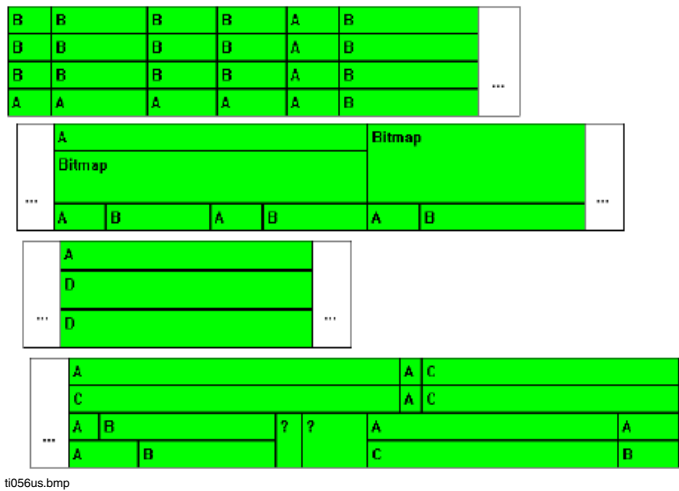 B B B B A B
B B B B A B
B B B B A B
...
A A A A A B
A Bitmap
Bitmap
... ...
A B A B A B
A
D
... ...
D
A A C
C A C
A B ? ? A A
...
A B C B
ti056us.bmp